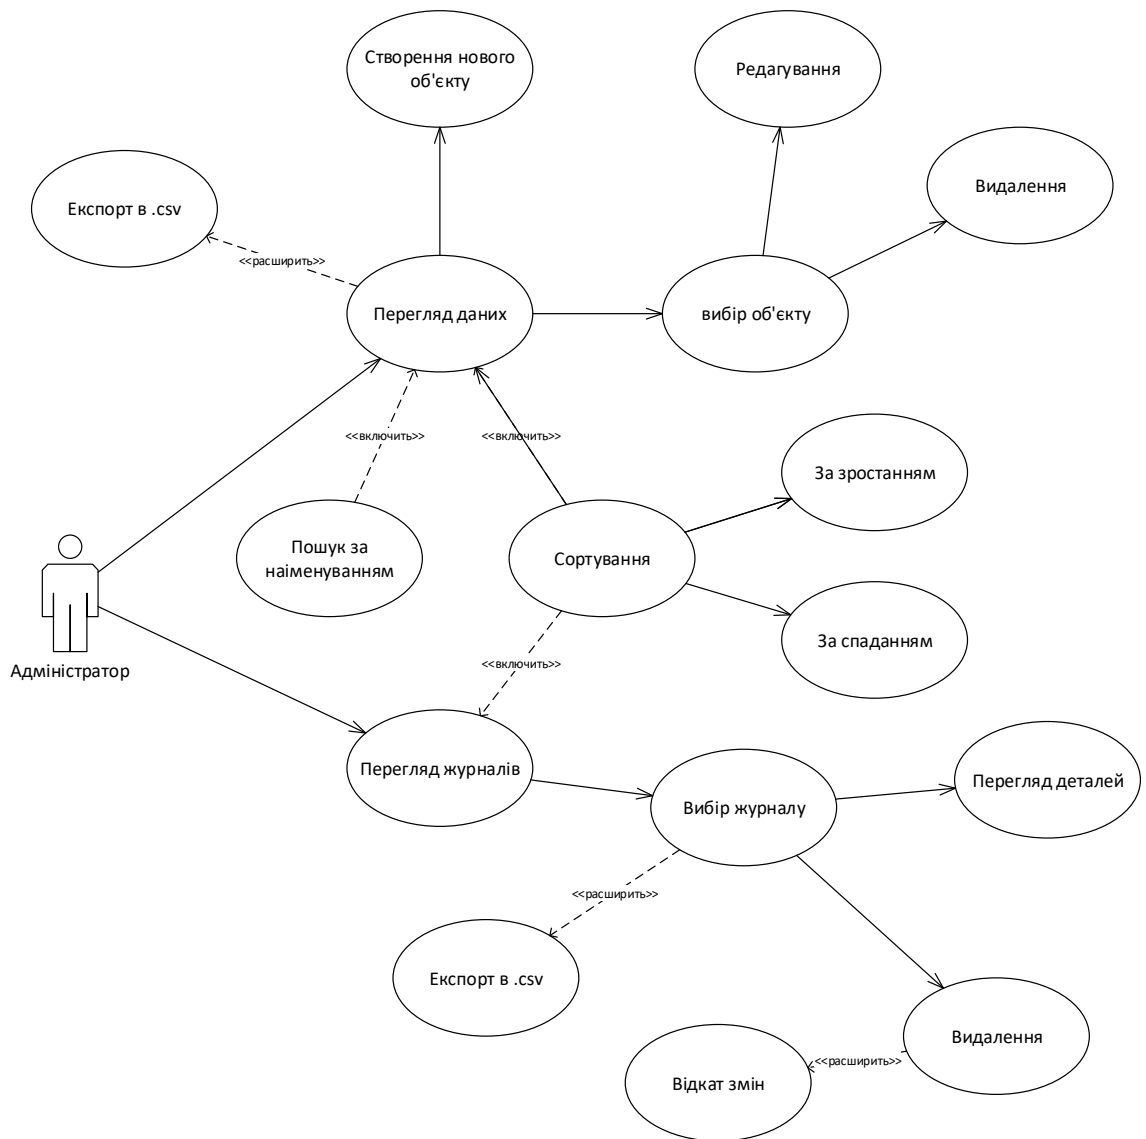 Створення нового
об'єкту
Редагування
Видалення
Експорт в .csv
<<расширить>>
Перегляд даних
вибір об'єкту
<<включить>>
<<включить>>
За зростанням
Пошук за
наіменуванням
Сортування
За спаданням
Адміністратор
<<включить>>
Перегляд журналів
Вибір журналу
Перегляд деталей
<<расширить>>
Експорт в .csv
Видалення
<<расширить>>
Відкат змін